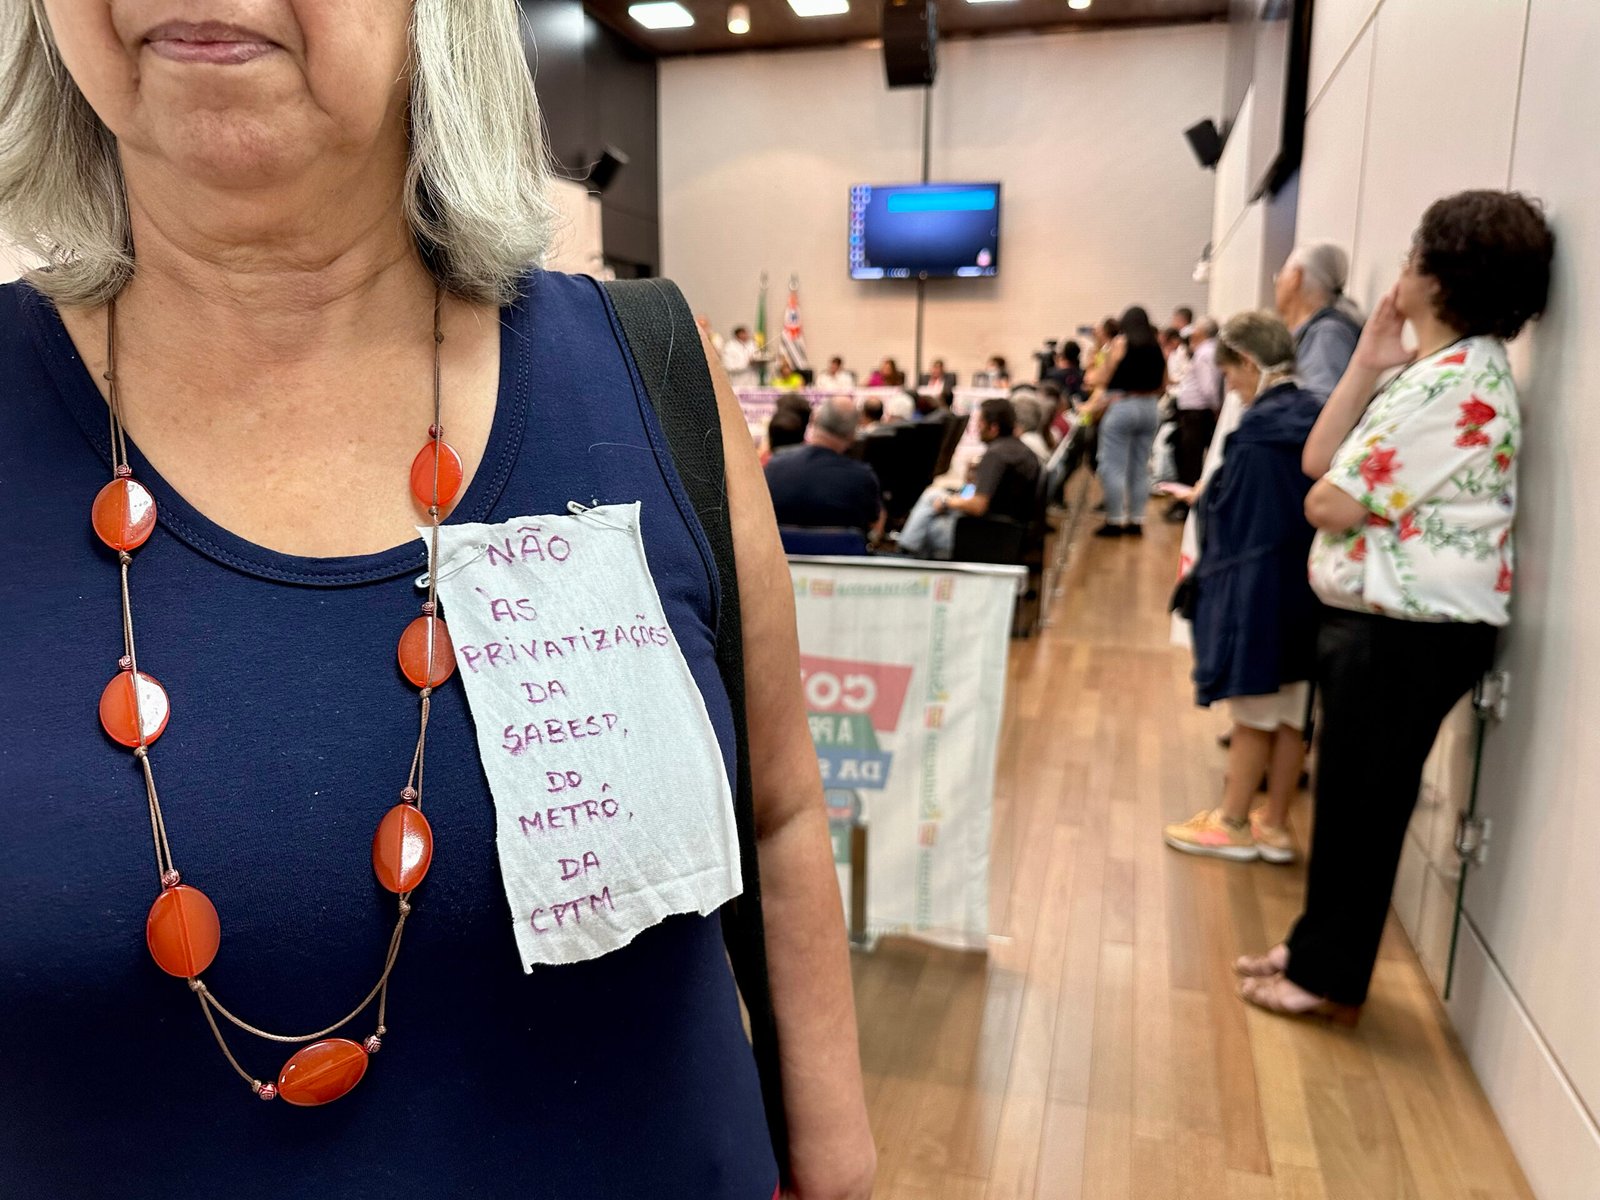 NÃO
ÀS
PRIVATIZAÇÕES
DA
SABESP,
DO
METRÔ,
DA
CPTM